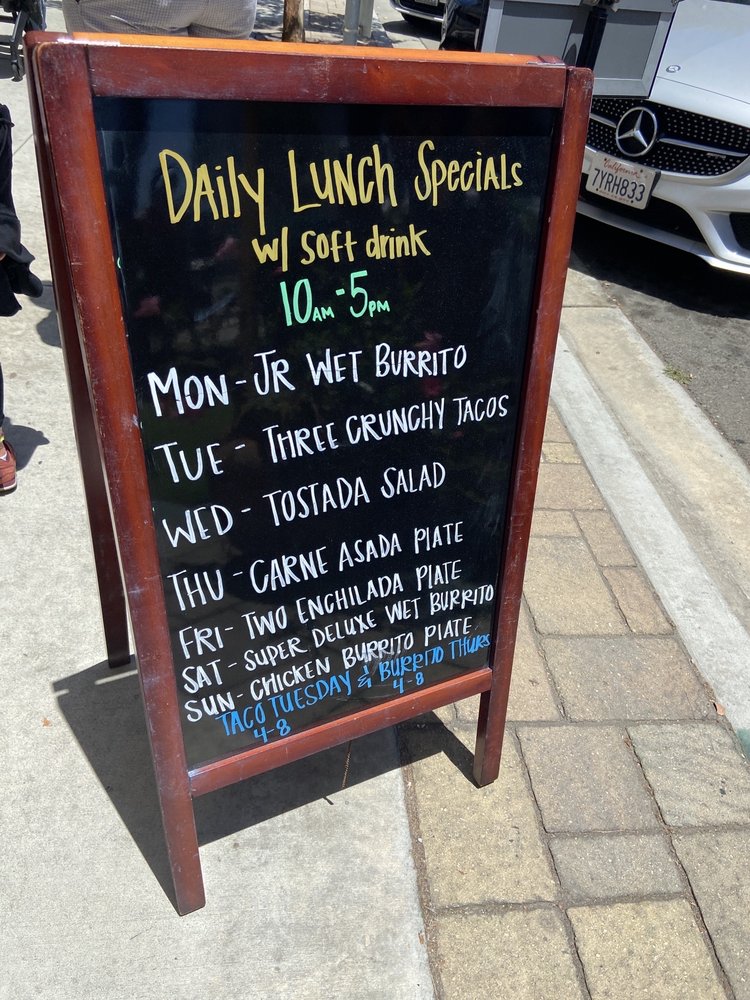 DAily LUNCH SpeciALS
w/ soft drink
10AM-5PM
MON - JR WET BURRITO
TUE - THREE CRUNCHY TACOS
WED - TOSTADA SALAD
THU - CARNE ASADA PlATE
FRI - TWO ENCHILADA PlATE
SAT - SUPER DELUXE WET BURRITO
SUN - CHICKEN BURRITO PlATE
TACO TUESDAY & BURRITO THURS
4-8 4-8
California
7YRH833